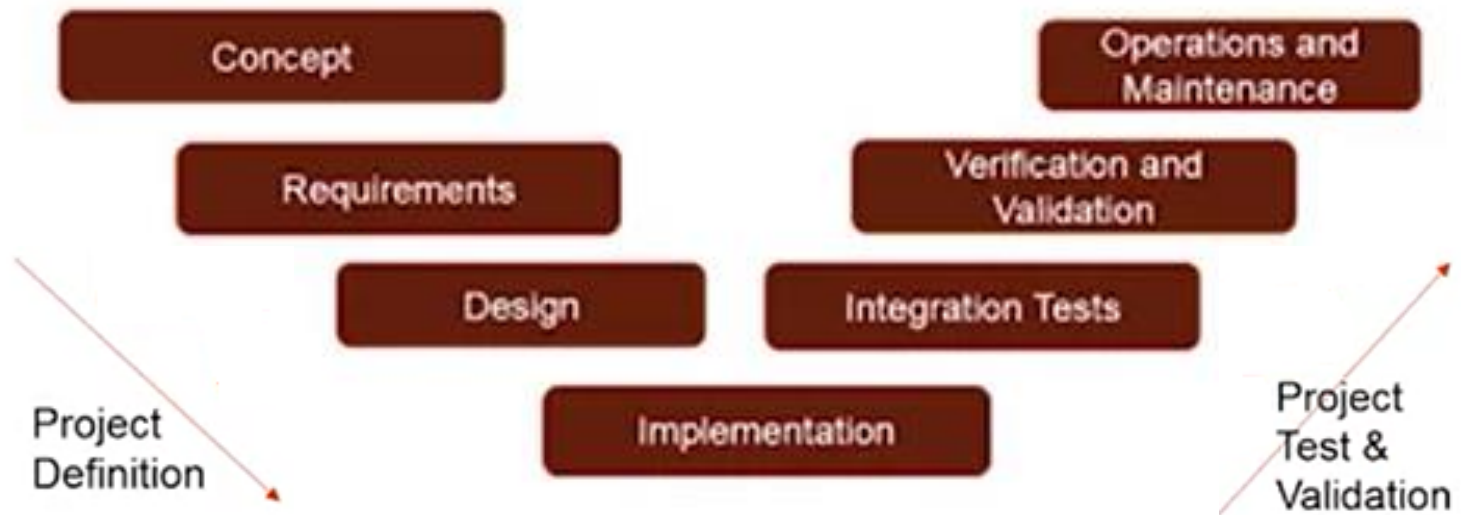 Concept
Operations and
Maintenance
Requirements
Verification and
Validation
Design
Integration Tests
Implementation
Project
Definition
Project
Test &
Validation